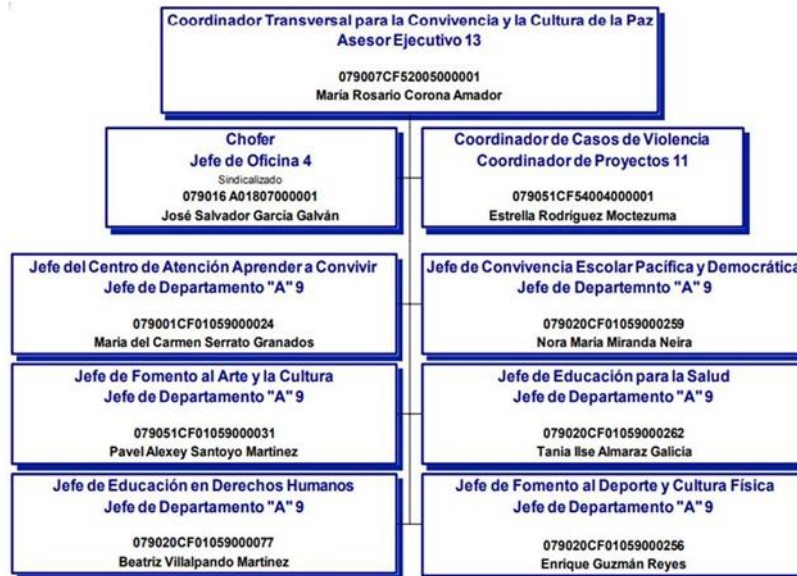 Coordinador Transversal para la Convivencia y la Cultura de la Paz
Asesor Ejecutivo 13
079007CF52005000001
María Rosario Corona Amador
Chofer
Jefe de Oficina 4
Sindicalizado
079016 A01807000001
José Salvador García Galván
Coordinador de Casos de Violencia
Coordinador de Proyectos 11
079051CF54004000001
Estrella Rodríguez Moctezuma
Jefe del Centro de Atención Aprender a Convivir
Jefe de Departamento "A" 9
079001CF01059000024
Maria del Carmen Serrato Granados
Jefe de Convivencia Escolar Pacífica y Democrática
Jefe de Departemnto "A" 9
079020CF01059000259
Nora Maria Miranda Neira
Jefe de Fomento al Arte y la Cultura
Jefe de Departamento "A" 9
079051CF01059000031
Pavel Alexey Santoyo Martinez
Jefe de Educación para la Salud
Jefe de Departamento "A" 9
079020CF01059000262
Tania Ilse Almaraz Galicia
Jefe de Educación en Derechos Humanos
Jefe de Departamento "A" 9
079020CF01059000077
Beatriz Villalpando Martínez
Jefe de Fomento al Deporte y Cultura Física
Jefe de Departamento "A" 9
079020CF01059000256
Enrique Guzmán Reyes